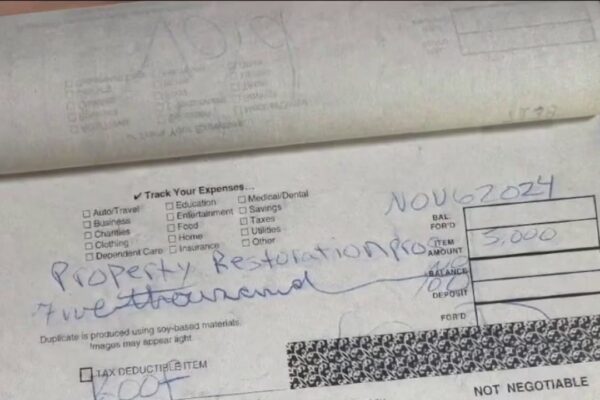 ✔ Track Your Expenses...
☐ Auto/Travel ☐ Education ☐ Medical/Dental
☐ Business ☐ Entertainment ☐ Savings
☐ Charities ☐ Food ☐ Taxes
☐ Clothing ☐ Home ☐ Utilities
☐ Dependent Care ☐ Insurance ☐ Other
NOV 6 2024
BAL. FOR'D
Property Restoration Pro
ITEM AMOUNT 5,000
Five thousand
BALANCE
DEPOSIT
FOR'D
Duplicate is produced using soy-based materials.
Images may appear light.
☐ TAX DEDUCTIBLE ITEM
Roof
NOT NEGOTIABLE